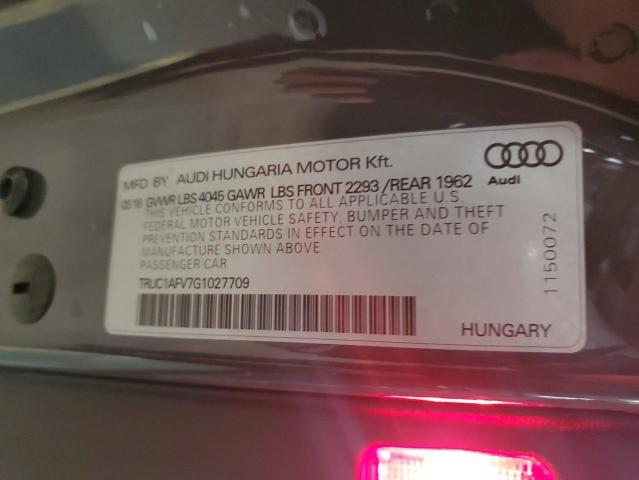 MFD. BY AUDI HUNGARIA MOTOR Kft.
03 16 GVWR LBS 4045 GAWR LBS FRONT 2293 /REAR 1962
THIS VEHICLE CONFORMS TO ALL APPLICABLE U.S.
FEDERAL MOTOR VEHICLE SAFETY, BUMPER AND THEFT
PREVENTION STANDARDS IN EFFECT ON THE DATE OF
MANUFACTURE SHOWN ABOVE
PASSENGER CAR
TRUC1AFV7G1027709
HUNGARY
Audi
1150072